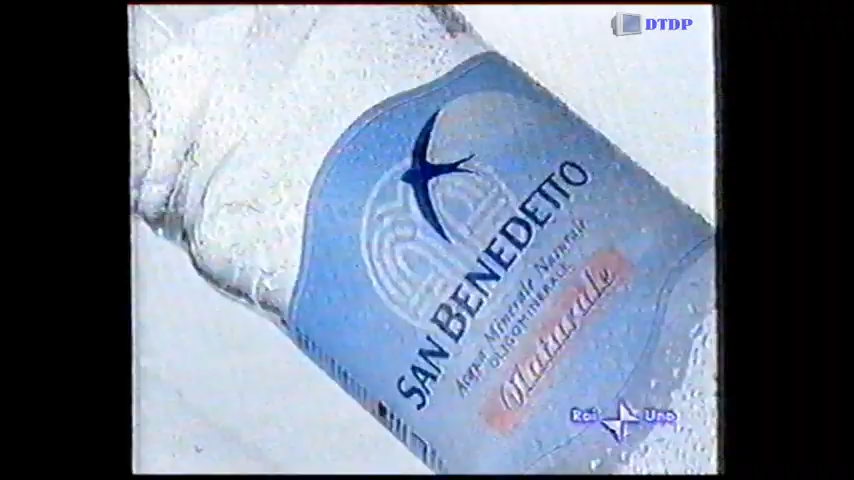 DTDP
SAN BENEDETTO
Acqua Minerale Naturale
OLIGOMINERALE
Naturale
Rai Uno